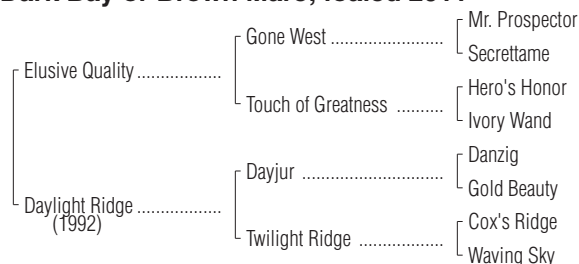 Dark Bay or Brown Mare; foaled 2011
Mr. Prospector
Gone West ......................
Secrettame
Elusive Quality .................
Hero's Honor
Touch of Greatness ..........
Ivory Wand
Danzig
Dayjur ...........................
Gold Beauty
Daylight Ridge .................
(1992)
Cox's Ridge
Twilight Ridge .................
Waving Sky